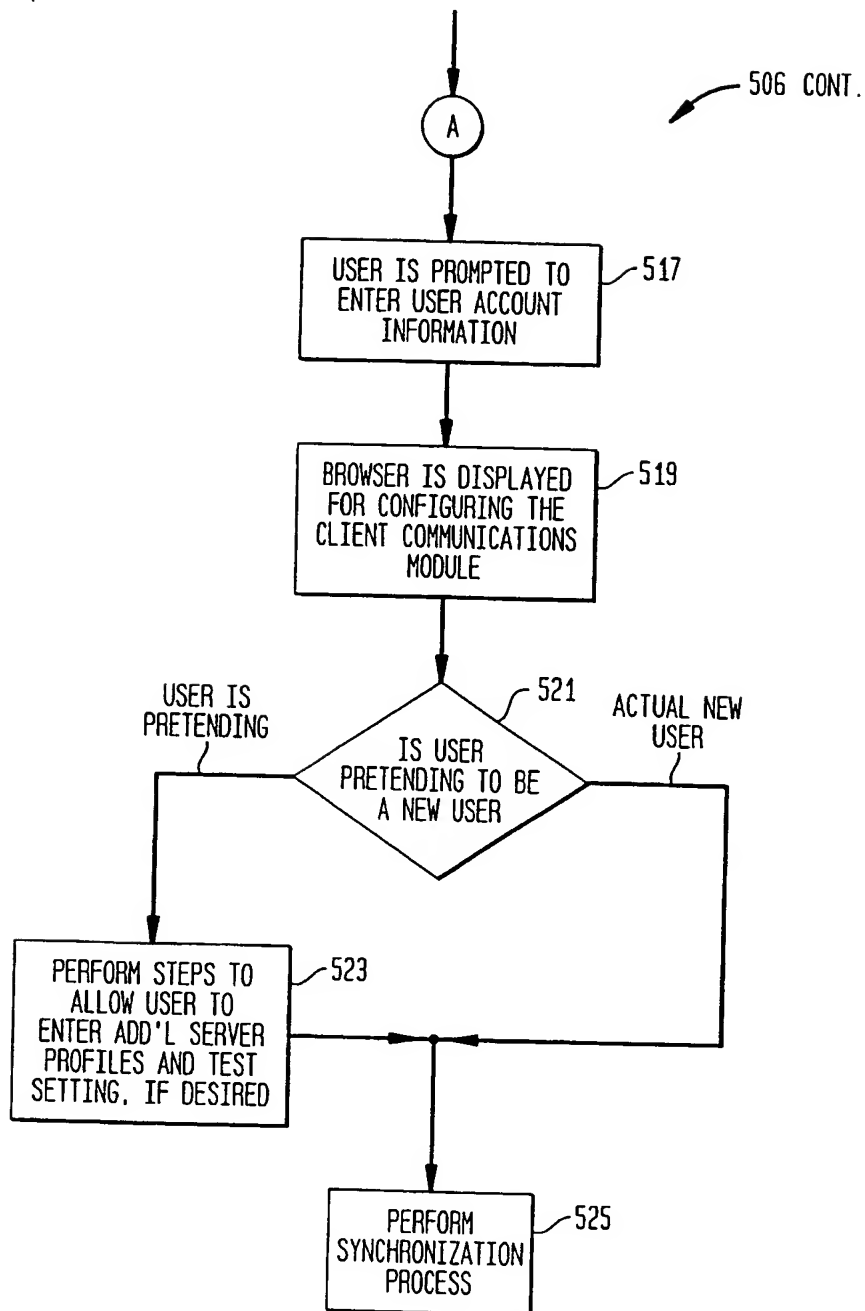 506 CONT.
A
USER IS PROMPTED TO
ENTER USER ACCOUNT
INFORMATION
517
BROWSER IS DISPLAYED
FOR CONFIGURING THE
CLIENT COMMUNICATIONS
MODULE
519
521
USER IS
PRETENDING
ACTUAL NEW
USER
IS USER
PRETENDING TO BE
A NEW USER
PERFORM STEPS TO
ALLOW USER TO
ENTER ADD'L SERVER
PROFILES AND TEST
SETTING, IF DESIRED
523
PERFORM
SYNCHRONIZATION
PROCESS
525